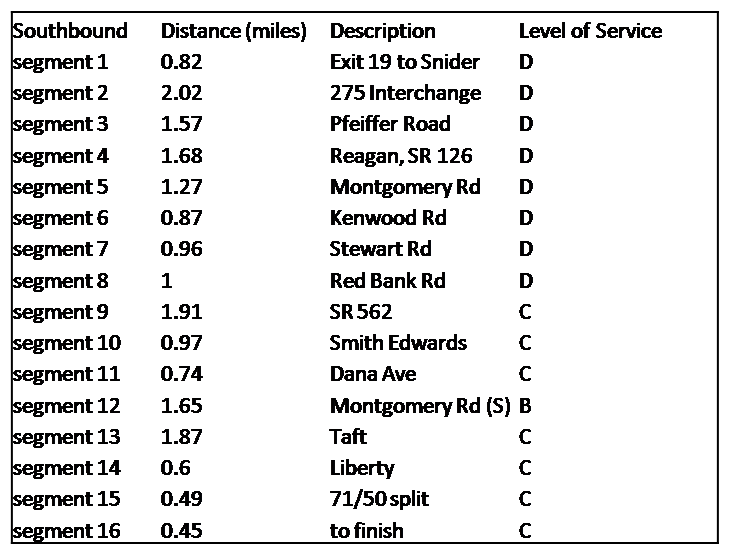 Southbound Distance (miles) Description Level of Service
segment 1 0.82 Exit 19 to Snider D
segment 2 2.02 275 Interchange D
segment 3 1.57 Pfeiffer Road D
segment 4 1.68 Reagan, SR 126 D
segment 5 1.27 Montgomery Rd D
segment 6 0.87 Kenwood Rd D
segment 7 0.96 Stewart Rd D
segment 8 1 Red Bank Rd D
segment 9 1.91 SR 562 C
segment 10 0.97 Smith Edwards C
segment 11 0.74 Dana Ave C
segment 12 1.65 Montgomery Rd (S) B
segment 13 1.87 Taft C
segment 14 0.6 Liberty C
segment 15 0.49 71/50 split C
segment 16 0.45 to finish C